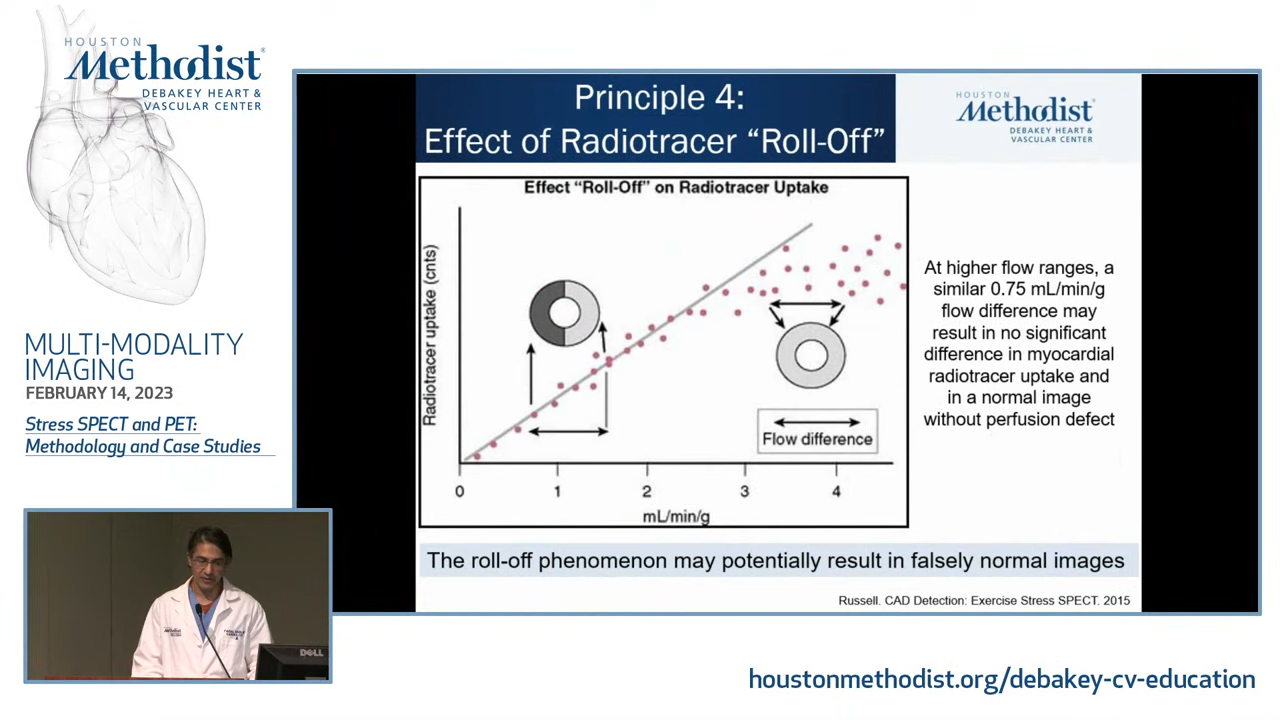 HOUSTON
Methodist®
DEBAKEY HEART &
VASCULAR CENTER
MULTI-MODALITY
IMAGING
FEBRUARY 14, 2023
Stress SPECT and PET:
Methodology and Case Studies
Principle 4:
Effect of Radiotracer “Roll-Off”
HOUSTON
Methodist®
DEBAKEY HEART &
VASCULAR CENTER
Effect “Roll-Off” on Radiotracer Uptake
Radiotracer uptake (cnts)
Flow difference
0 1 2 3 4
mL/min/g
At higher flow ranges, a
similar 0.75 mL/min/g
flow difference may
result in no significant
difference in myocardial
radiotracer uptake and
in a normal image
without perfusion defect
The roll-off phenomenon may potentially result in falsely normal images
Russell. CAD Detection: Exercise Stress SPECT. 2015
Methodist
DELL
houstonmethodist.org/debakey-cv-education